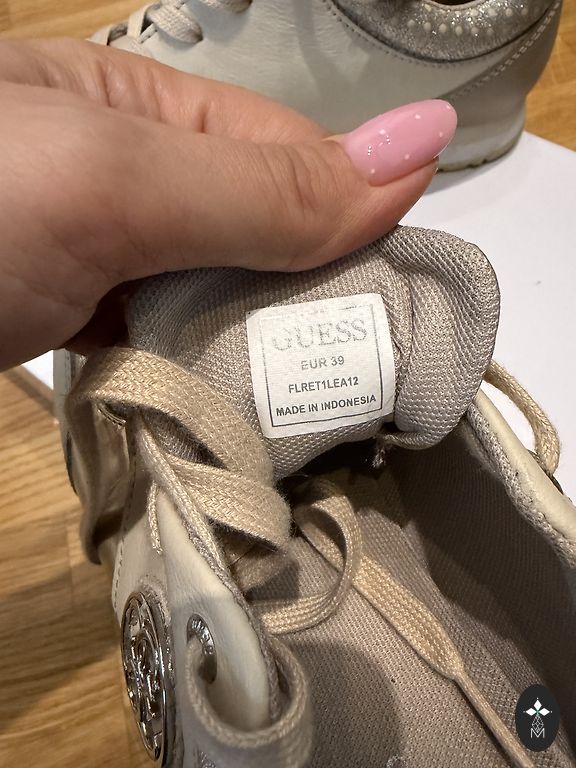 GUESS
EUR 39
FLRET1LEA12
MADE IN INDONESIA